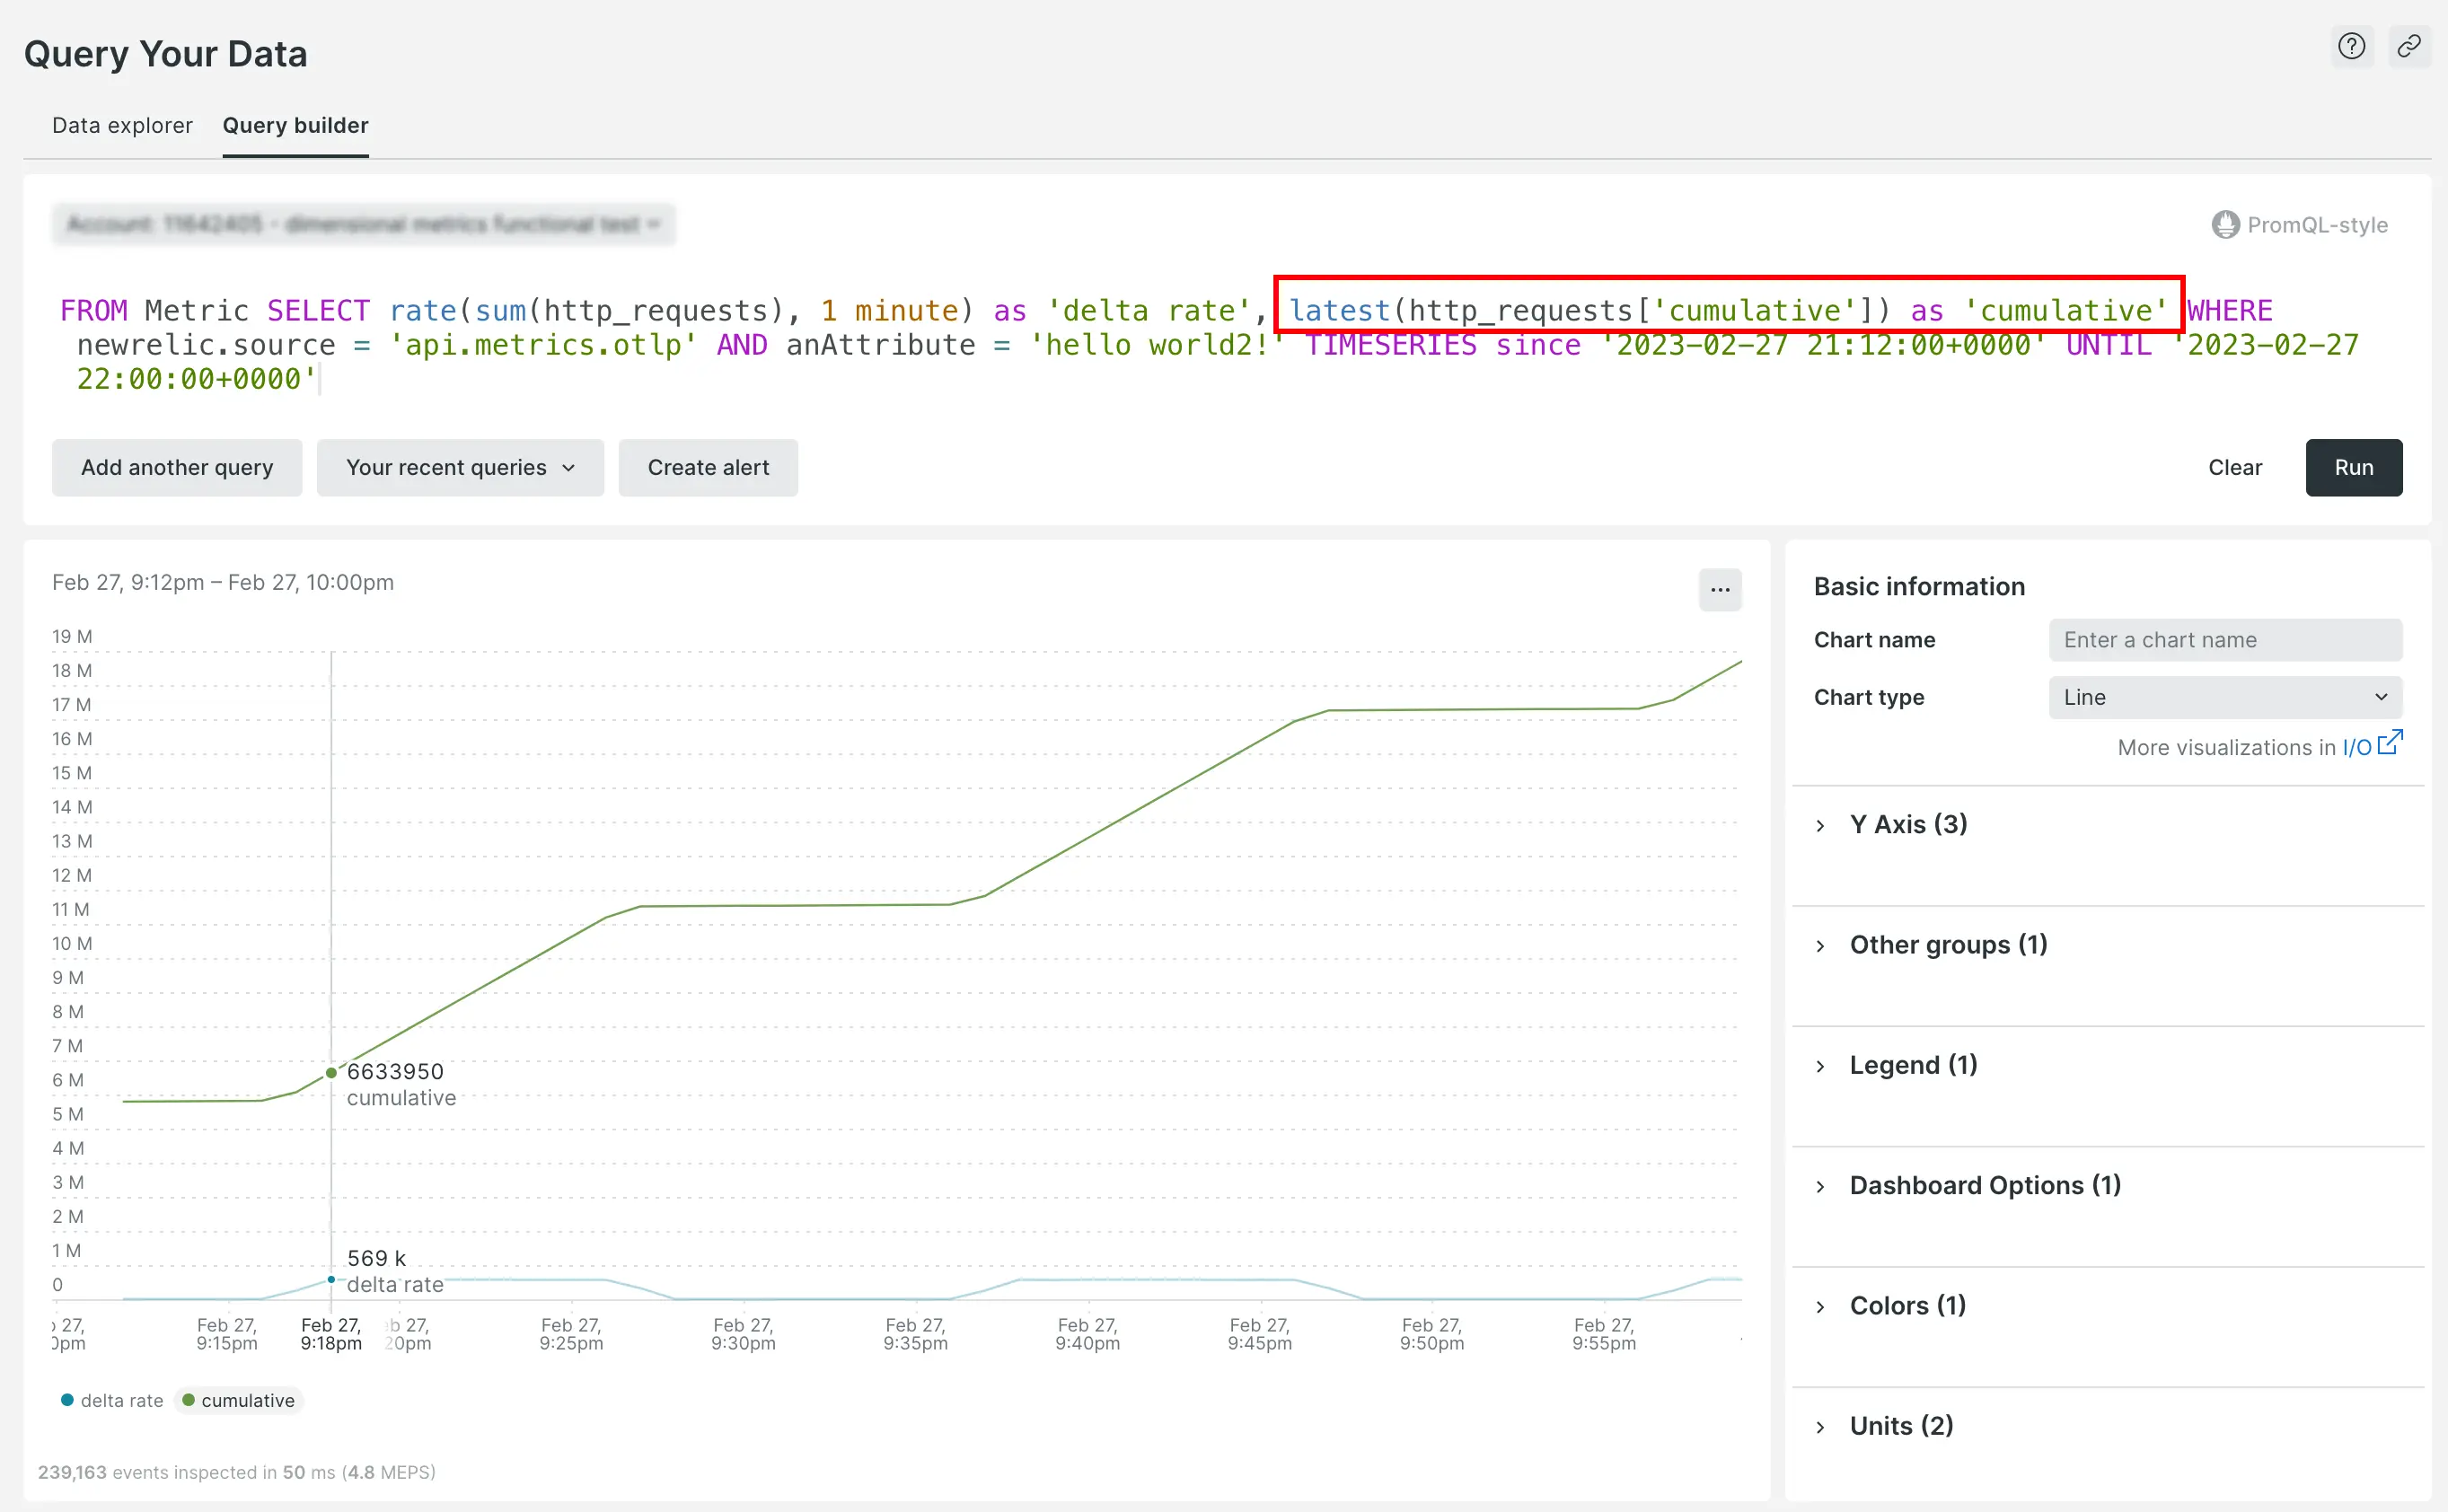 Query Your Data
Data explorer
Query builder
Account: 11642405 - dimensional metrics functional test
PromQL-style
FROM Metric SELECT rate(sum(http_requests), 1 minute) as 'delta rate', latest(http_requests['cumulative']) as 'cumulative' WHERE
newrelic.source = 'api.metrics.otlp' AND anAttribute = 'hello world2!' TIMESERIES since '2023-02-27 21:12:00+0000' UNTIL '2023-02-27
22:00:00+0000'
Add another query
Your recent queries
Create alert
Clear
Run
Feb 27, 9:12pm – Feb 27, 10:00pm
...
19 M
18 M
17 M
16 M
15 M
14 M
13 M
12 M
11 M
10 M
9 M
8 M
7 M
6 M
5 M
4 M
3 M
2 M
1 M
0
6633950
cumulative
569 k
delta rate
27,
0pm
Feb 27,
9:15pm
Feb 27,
9:18pm
27,
20pm
Feb 27,
9:25pm
Feb 27,
9:30pm
Feb 27,
9:35pm
Feb 27,
9:40pm
Feb 27,
9:45pm
Feb 27,
9:50pm
Feb 27,
9:55pm
delta rate
cumulative
239,163 events inspected in 50 ms (4.8 MEPS)
Basic information
Chart name
Enter a chart name
Chart type
Line
More visualizations in I/O
Y Axis (3)
Other groups (1)
Legend (1)
Dashboard Options (1)
Colors (1)
Units (2)